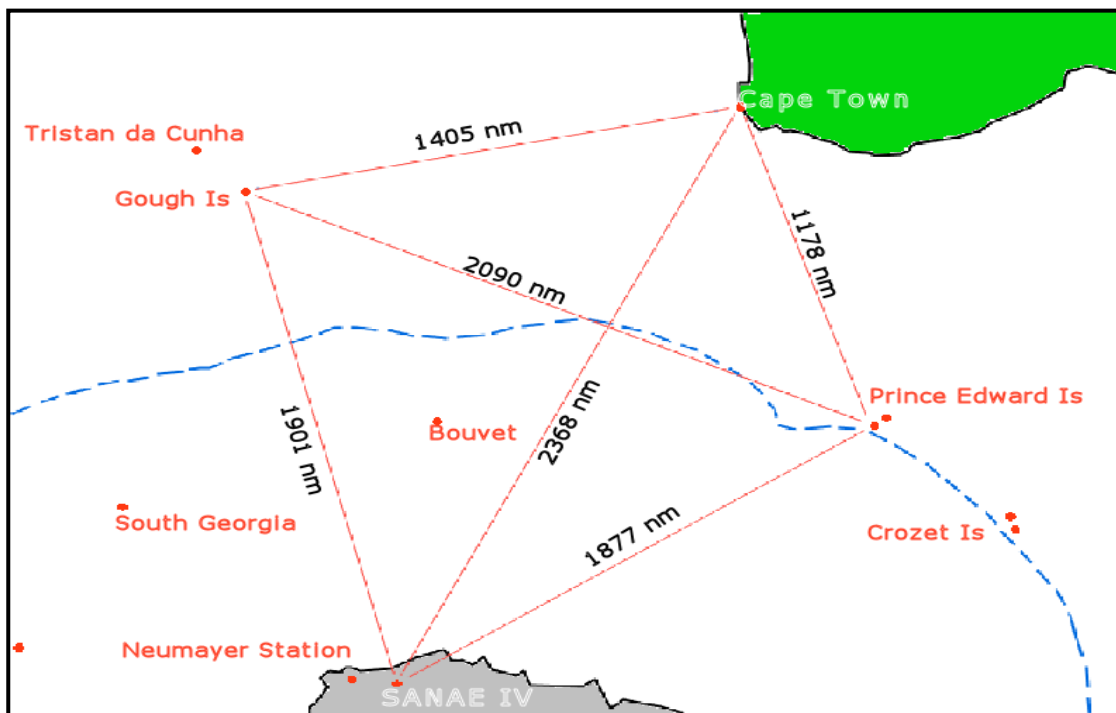 Cape Town
1405 nm
Tristan da Cunha
Gough Is
1178 nm
2090 nm
Prince Edward Is
2368 nm
1901 nm
Bouvet
South Georgia
1877 nm
Crozet Is
Neumayer Station
SANAE IV